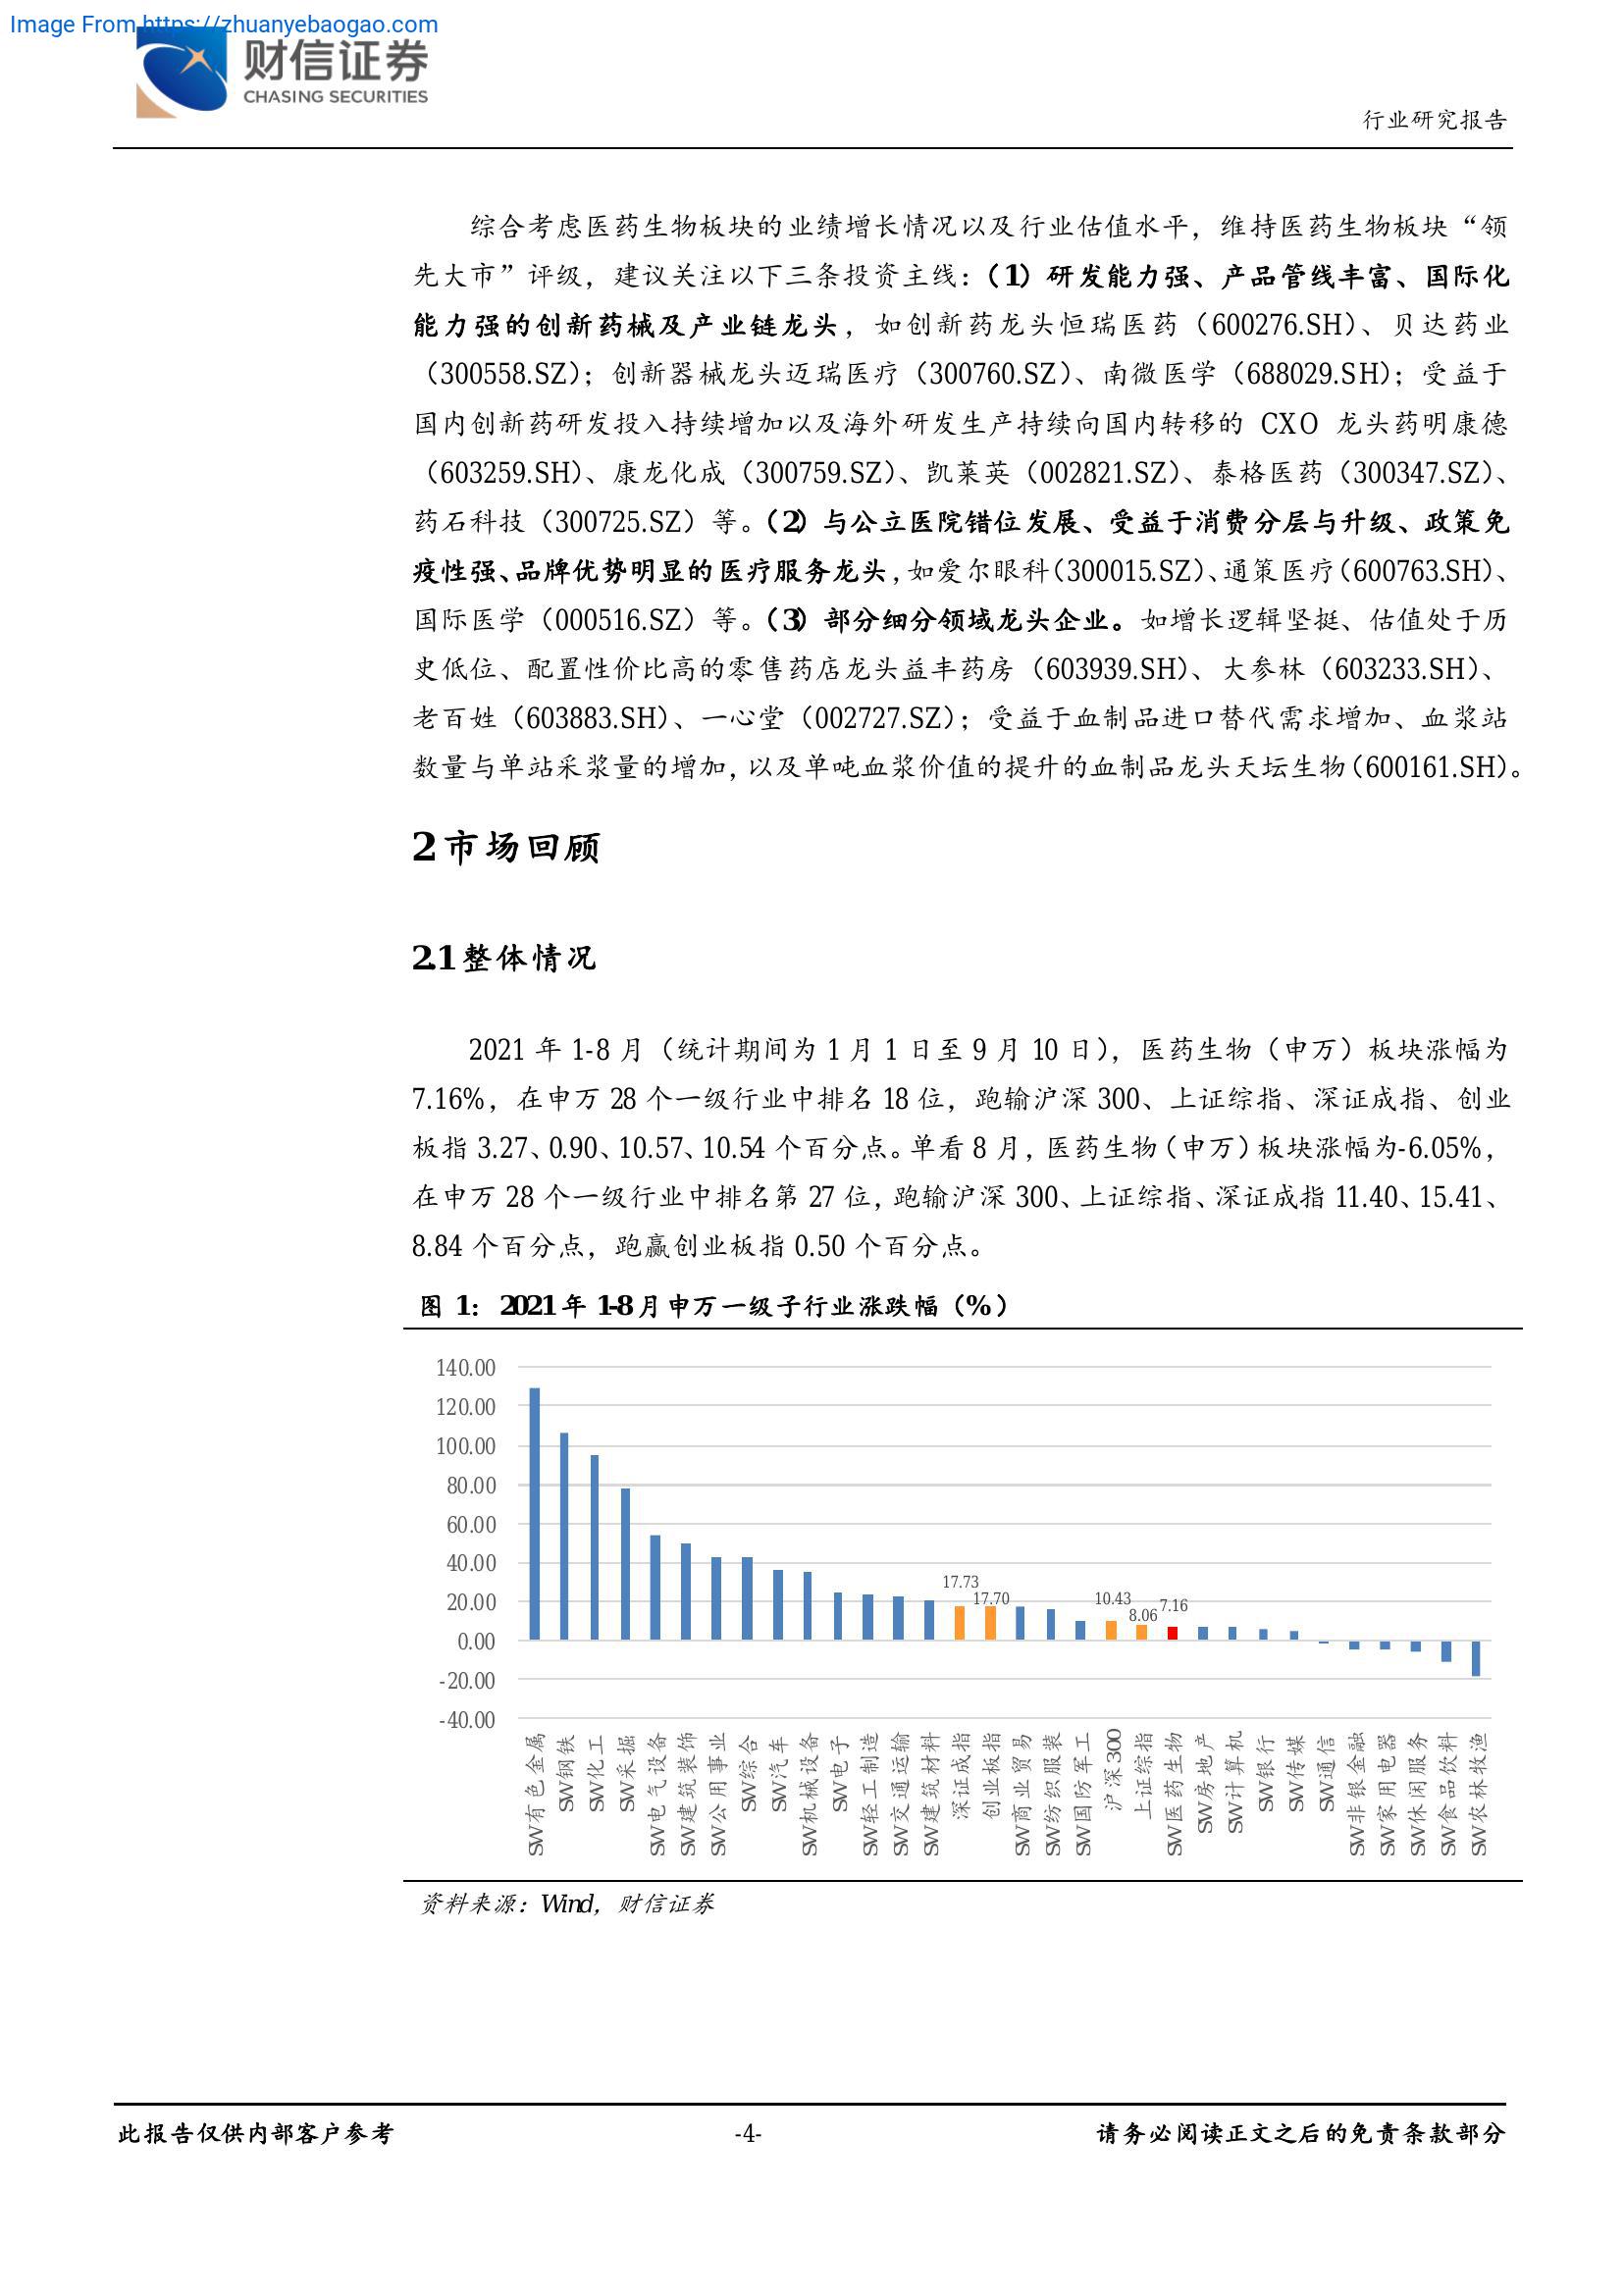 Image From https://zhuanyebaogao.com
财信证券
CHASING SECURITIES
行业研究报告
综合考虑医药生物板块的业绩增长情况以及行业估值水平，维持医药生物板块“领
先大市”评级，建议关注以下三条投资主线：（1）研发能力强、产品管线丰富、国际化
能力强的创新药械及产业链龙头，如创新药龙头恒瑞医药（600276.SH）、贝达药业
（300558.SZ）；创新器械龙头迈瑞医疗（300760.SZ）、南微医学（688029.SH）；受益于
国内创新药研发投入持续增加以及海外研发生产持续向国内转移的 CXO 龙头药明康德
（603259.SH）、康龙化成（300759.SZ）、凯莱英（002821.SZ）、泰格医药（300347.SZ）、
药石科技（300725.SZ）等。（2）与公立医院错位发展、受益于消费分层与升级、政策免
疫性强、品牌优势明显的医疗服务龙头，如爱尔眼科（300015.SZ）、通策医疗（600763.SH）、
国际医学（000516.SZ）等。（3）部分细分领域龙头企业。如增长逻辑坚挺、估值处于历
史低位、配置性价比高的零售药店龙头益丰药房（603939.SH）、大参林（603233.SH）、
老百姓（603883.SH）、一心堂（002727.SZ）；受益于血制品进口替代需求增加、血浆站
数量与单站采浆量的增加，以及单吨血浆价值的提升的血制品龙头天坛生物（600161.SH）。
2 市场回顾
2.1 整体情况
2021 年 1-8 月（统计期间为 1 月 1 日至 9 月 10 日），医药生物（申万）板块涨幅为
7.16%，在申万 28 个一级行业中排名 18 位，跑输沪深 300、上证综指、深证成指、创业
板指 3.27、0.90、10.57、10.54 个百分点。单看 8 月，医药生物（申万）板块涨幅为-6.05%，
在申万 28 个一级行业中排名第 27 位，跑输沪深 300、上证综指、深证成指 11.40、15.41、
8.84 个百分点，跑赢创业板指 0.50 个百分点。
图 1：2021 年 1-8 月申万一级子行业涨跌幅（%）
140.00
120.00
100.00
80.00
60.00
40.00
20.00
0.00
-20.00
-40.00
17.73
17.70
10.43
8.06
7.16
SW有色金属
SW钢铁
SW化工
SW采掘
SW电气设备
SW建筑装饰
SW公用事业
SW综合
SW汽车
SW机械设备
SW电子
SW轻工制造
SW交通运输
SW建筑材料
深证成指
创业板指
SW商业贸易
SW纺织服装
SW国防军工
沪深300
上证综指
SW医药生物
SW房地产
SW计算机
SW银行
SW传媒
SW通信
SW非银金融
SW家用电器
SW休闲服务
SW食品饮料
SW农林牧渔
资料来源：Wind，财信证券
此报告仅供内部客户参考
-4-
请务必阅读正文之后的免责条款部分